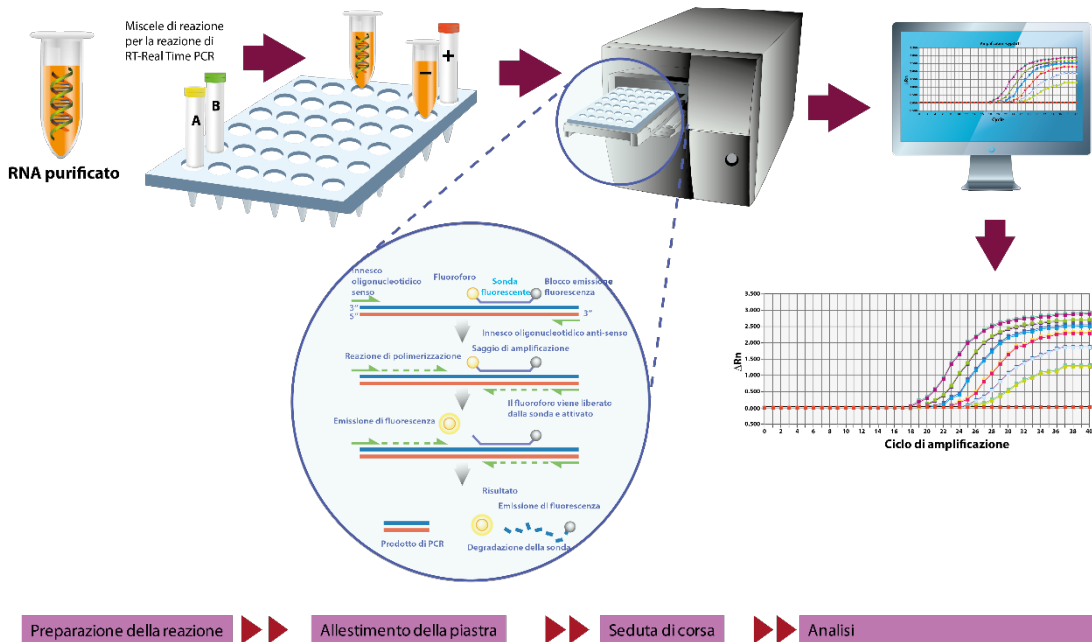 Miscele di reazione
per la reazione di
RT-Real Time PCR
A
B
RNA purificato
−
+
ΔRn
Cycle
Innesco
oligonucleotidico
senso
Fluoroforo
Sonda
fluorescente
Blocco emissione
fluorescenza
3"
5"
3"
Innesco oligonucleotidico anti-senso
Reazione di polimerizzazione
Saggio di amplificazione
Il fluoroforo viene liberato
dalla sonda e attivato
Emissione di fluorescenza
Risultato
Emissione di fluorescenza
Prodotto di PCR
Degradazione della sonda
3.500
3.000
2.500
2.000
1.500
1.000
0.500
0.000
0.500
ΔRn
0 2 4 6 8 10 12 14 16 18 20 22 24 26 28 30 32 34 36 38 40
Ciclo di amplificazione
Preparazione della reazione
Allestimento della piastra
Seduta di corsa
Analisi